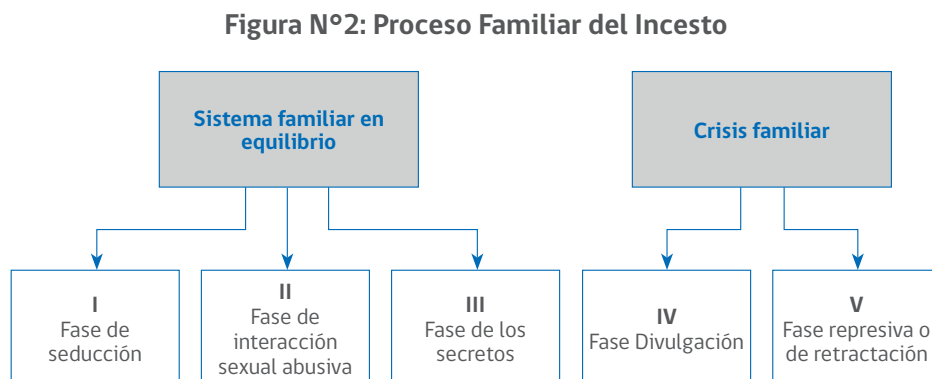 Figura N°2: Proceso Familiar del Incesto
Sistema familiar en
equilibrio
Crisis familiar
I
Fase de
seducción
II
Fase de
interacción
sexual abusiva
III
Fase de los
secretos
IV
Fase Divulgación
V
Fase represiva o
de retractación